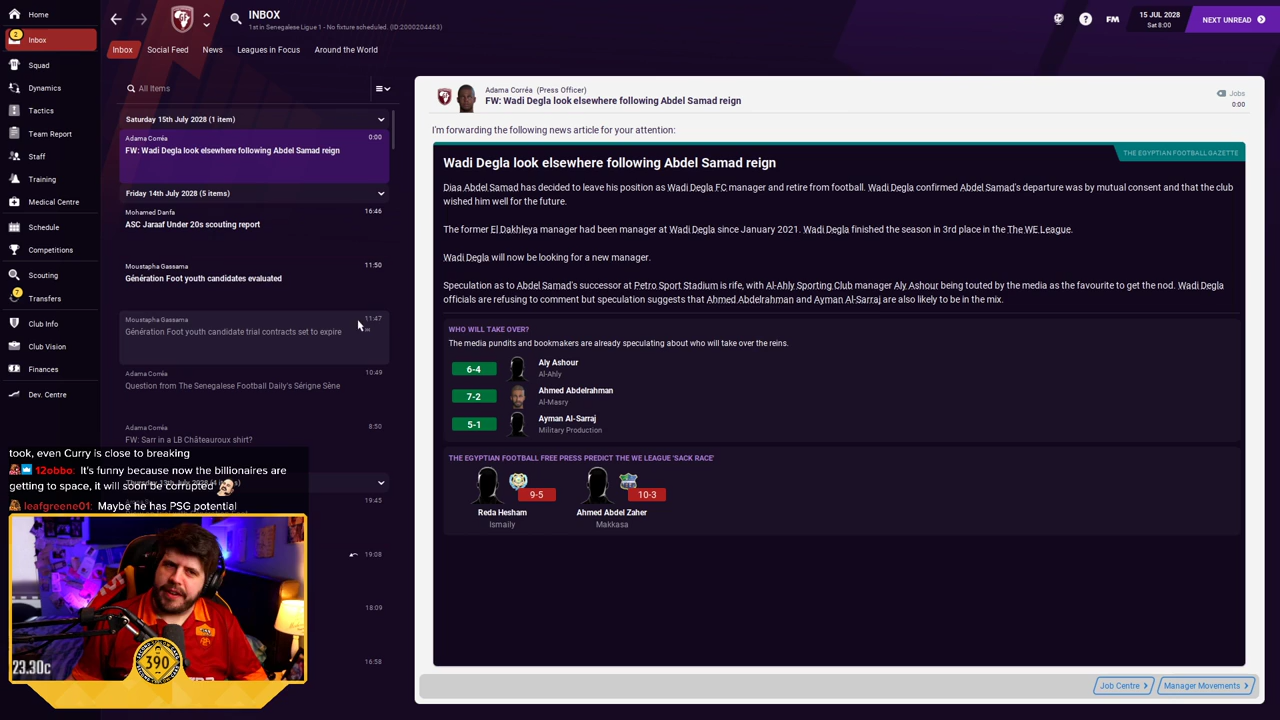 Home
2
Inbox
Squad
Dynamics
Tactics
Team Report
Staff
Training
Medical Centre
Schedule
Competitions
Scouting
7
Transfers
Club Info
Club Vision
Finances
Dev. Centre
INBOX
1st in Senegalese Ligue 1 - No fixture scheduled. (ID:2000204463)
FM
15 JUL 2028
Sat 8:00
NEXT UNREAD
Inbox
Social Feed
News
Leagues in Focus
Around the World
All Items
Saturday 15th July 2028 (1 item)
Adama Corréa
0:00
FW: Wadi Degla look elsewhere following Abdel Samad reign
Friday 14th July 2028 (5 items)
Mohamed Danfa
16:46
ASC Jaraaf Under 20s scouting report
Moustapha Gassama
11:50
Génération Foot youth candidates evaluated
Moustapha Gassama
11:47
Génération Foot youth candidate trial contracts set to expire
Adama Corréa
10:49
Question from The Senegalese Football Daily's Sérigne Séne
Adama Corréa
8:50
FW: Sarr in a LB Châteauroux shirt?
19:45
19:08
18:09
16:58
took, even Curry is close to breaking
12obbo: It's funny because now the billionaires are
getting to space, it will soon be corrupted
leafgreene01: Maybe he has PSG potential
23.30c
390
Adama Corréa (Press Officer)
FW: Wadi Degla look elsewhere following Abdel Samad reign
Jobs
0:00
I'm forwarding the following news article for your attention:
Wadi Degla look elsewhere following Abdel Samad reign
THE EGYPTIAN FOOTBALL GAZETTE
Diaa Abdel Samad has decided to leave his position as Wadi Degla FC manager and retire from football. Wadi Degla confirmed Abdel Samad's departure was by mutual consent and that the club
wished him well for the future.
The former El Dakhleya manager had been manager at Wadi Degla since January 2021. Wadi Degla finished the season in 3rd place in the The WE League.
Wadi Degla will now be looking for a new manager.
Speculation as to Abdel Samad's successor at Petro Sport Stadium is rife, with Al-Ahly Sporting Club manager Aly Ashour being touted by the media as the favourite to get the nod. Wadi Degla
officials are refusing to comment but speculation suggests that Ahmed Abdelrahman and Ayman Al-Sarraj are also likely to be in the mix.
WHO WILL TAKE OVER?
The media pundits and bookmakers are already speculating about who will take over the reins.
6-4
Aly Ashour
Al-Ahly
7-2
Ahmed Abdelrahman
Al-Masry
5-1
Ayman Al-Sarraj
Military Production
THE EGYPTIAN FOOTBALL FREE PRESS PREDICT THE WE LEAGUE 'SACK RACE'
9-5
Reda Hesham
Ismaily
10-3
Ahmed Abdel Zaher
Makkasa
Job Centre
Manager Movements